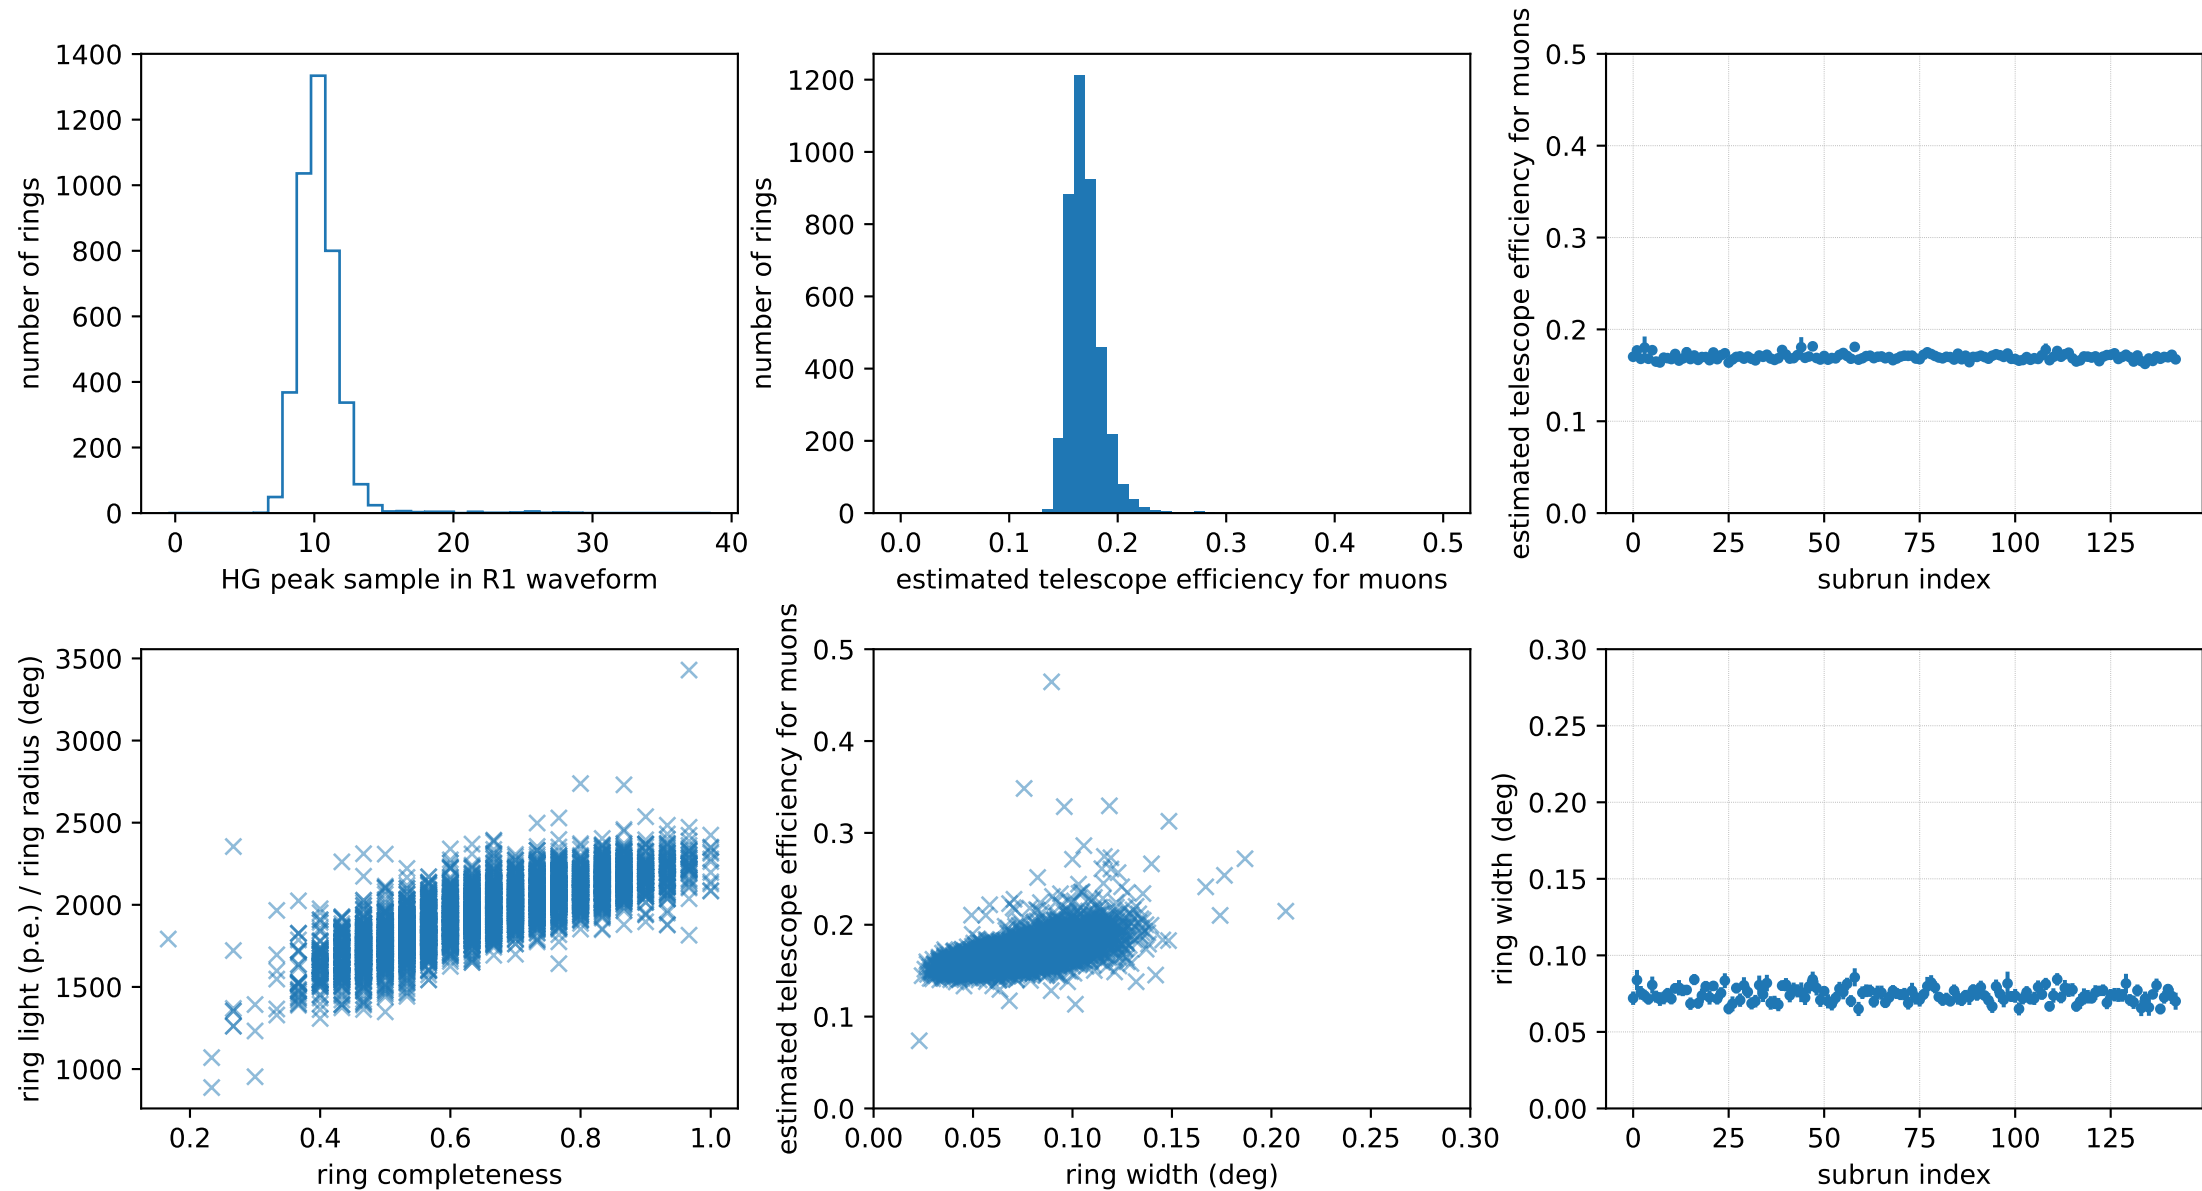 number of rings
1400
1200
1000
800
600
400
200
0
0 10 20 30 40
HG peak sample in R1 waveform
number of rings
1200
1000
800
600
400
200
0
0.0 0.1 0.2 0.3 0.4 0.5
estimated telescope efficiency for muons
estimated telescope efficiency for muons
0.5
0.4
0.3
0.2
0.1
0.0
0 25 50 75 100 125
subrun index
ring light (p.e.) / ring radius (deg)
3500
3000
2500
2000
1500
1000
0.2 0.4 0.6 0.8 1.0
ring completeness
estimated telescope efficiency for muons
0.5
0.4
0.3
0.2
0.1
0.0
0.00 0.05 0.10 0.15 0.20 0.25 0.30
ring width (deg)
ring width (deg)
0.30
0.25
0.20
0.15
0.10
0.05
0.00
0 25 50 75 100 125
subrun index